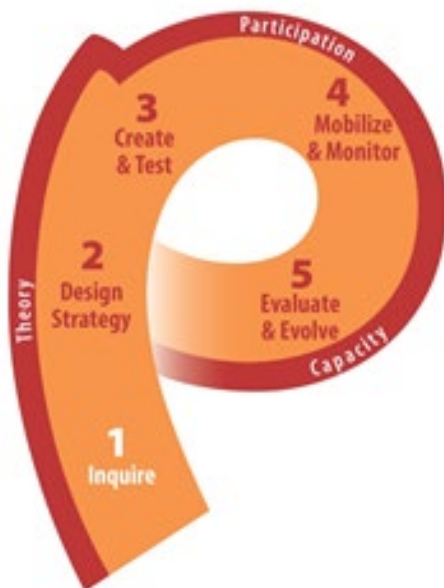 Participation
3
Create
& Test
4
Mobilize
& Monitor
2
Design
Strategy
5
Evaluate
& Evolve
Theory
Capacity
1
Inquire